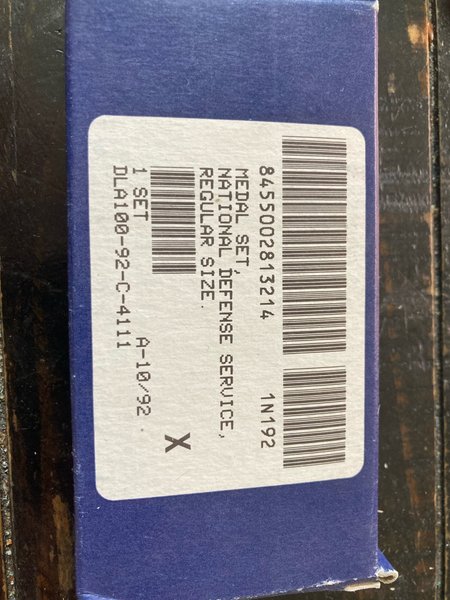 8455002813214 1N192
MEDAL SET,
NATIONAL DEFENSE SERVICE,
REGULAR SIZE.
1 SET A-10/92 . X
DLA100-92-C-4111